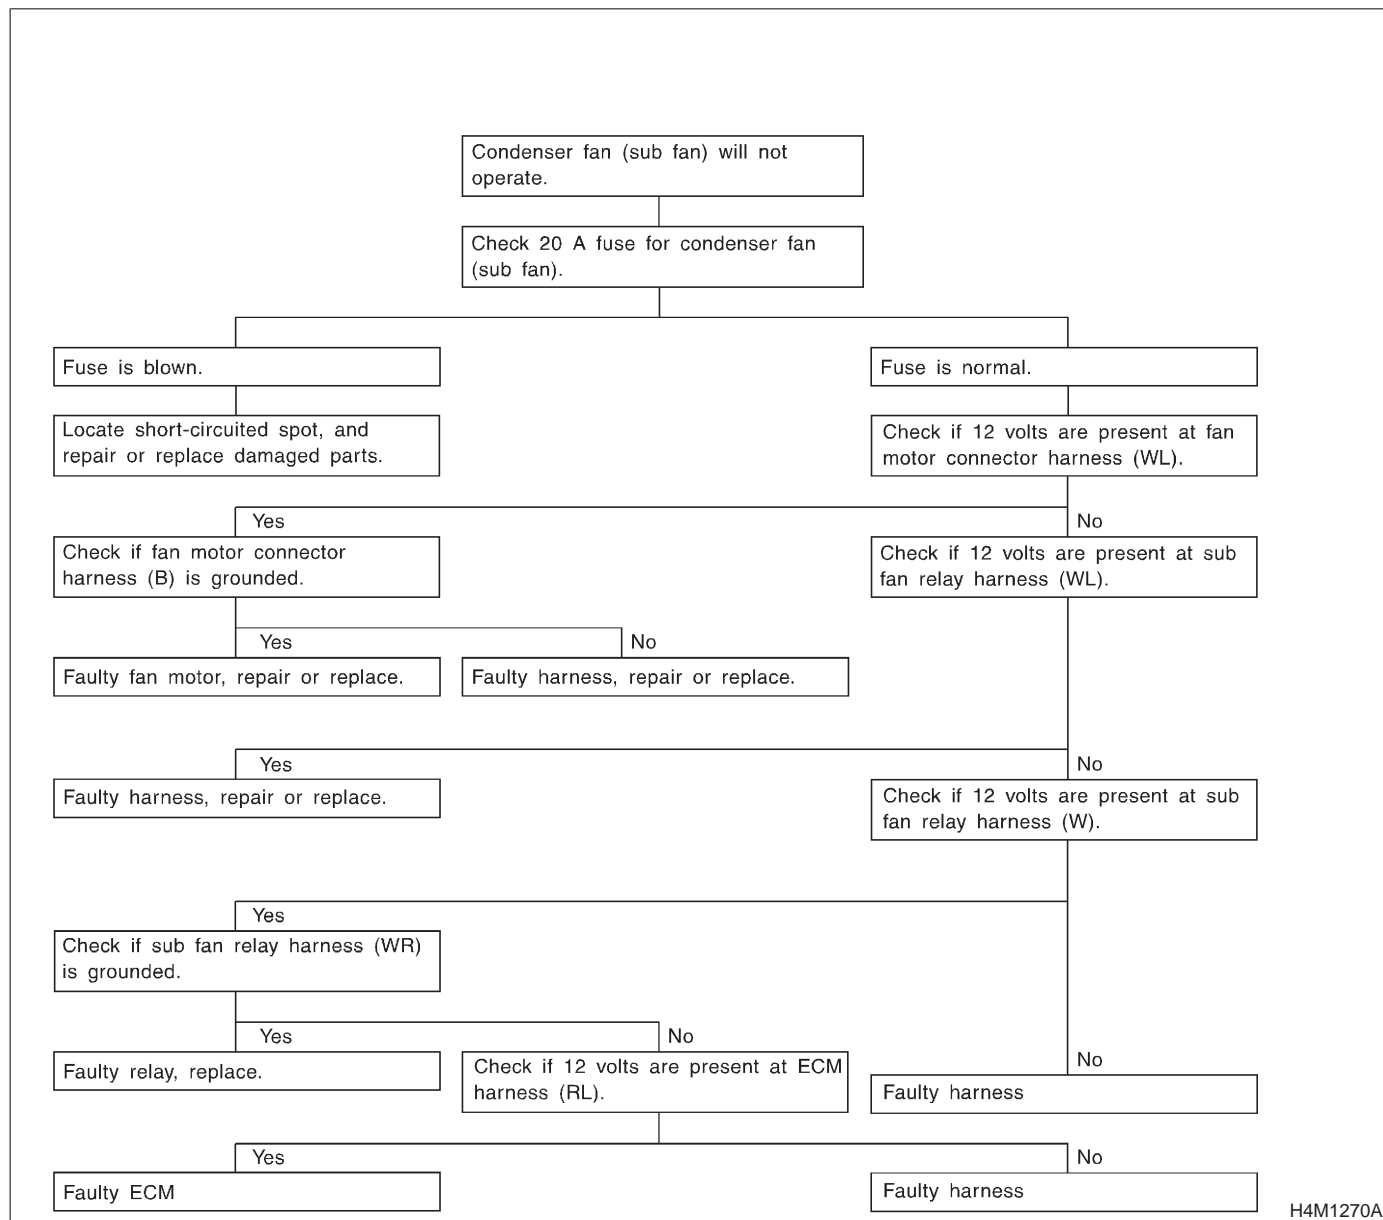 Condenser fan (sub fan) will not
operate.
Check 20 A fuse for condenser fan
(sub fan).
Fuse is blown.
Fuse is normal.
Locate short-circuited spot, and
repair or replace damaged parts.
Check if 12 volts are present at fan
motor connector harness (WL).
Yes
No
Check if fan motor connector
harness (B) is grounded.
Check if 12 volts are present at sub
fan relay harness (WL).
Yes
No
Faulty fan motor, repair or replace.
Faulty harness, repair or replace.
Yes
No
Faulty harness, repair or replace.
Check if 12 volts are present at sub
fan relay harness (W).
Yes
Check if sub fan relay harness (WR)
is grounded.
Yes
No
No
Faulty relay, replace.
Check if 12 volts are present at ECM
harness (RL).
Faulty harness
Yes
No
Faulty ECM
Faulty harness
H4M1270A